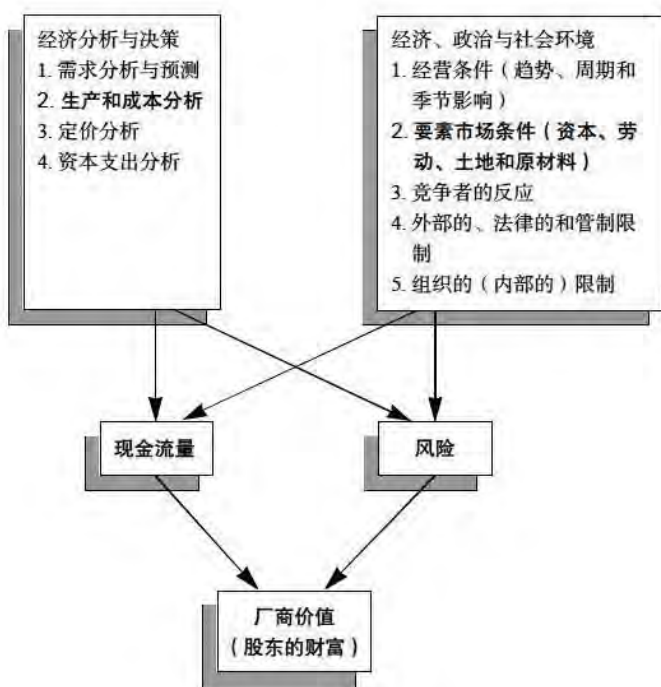 经济分析与决策
1. 需求分析与预测
2. 生产和成本分析
3. 定价分析
4. 资本支出分析
经济、政治与社会环境
1. 经营条件（趋势、周期和
季节影响）
2. 要素市场条件（资本、劳
动、土地和原材料）
3. 竞争者的反应
4. 外部的、法律的和管制限
制
5. 组织的（内部的）限制
现金流量
风险
厂商价值
（股东的财富）